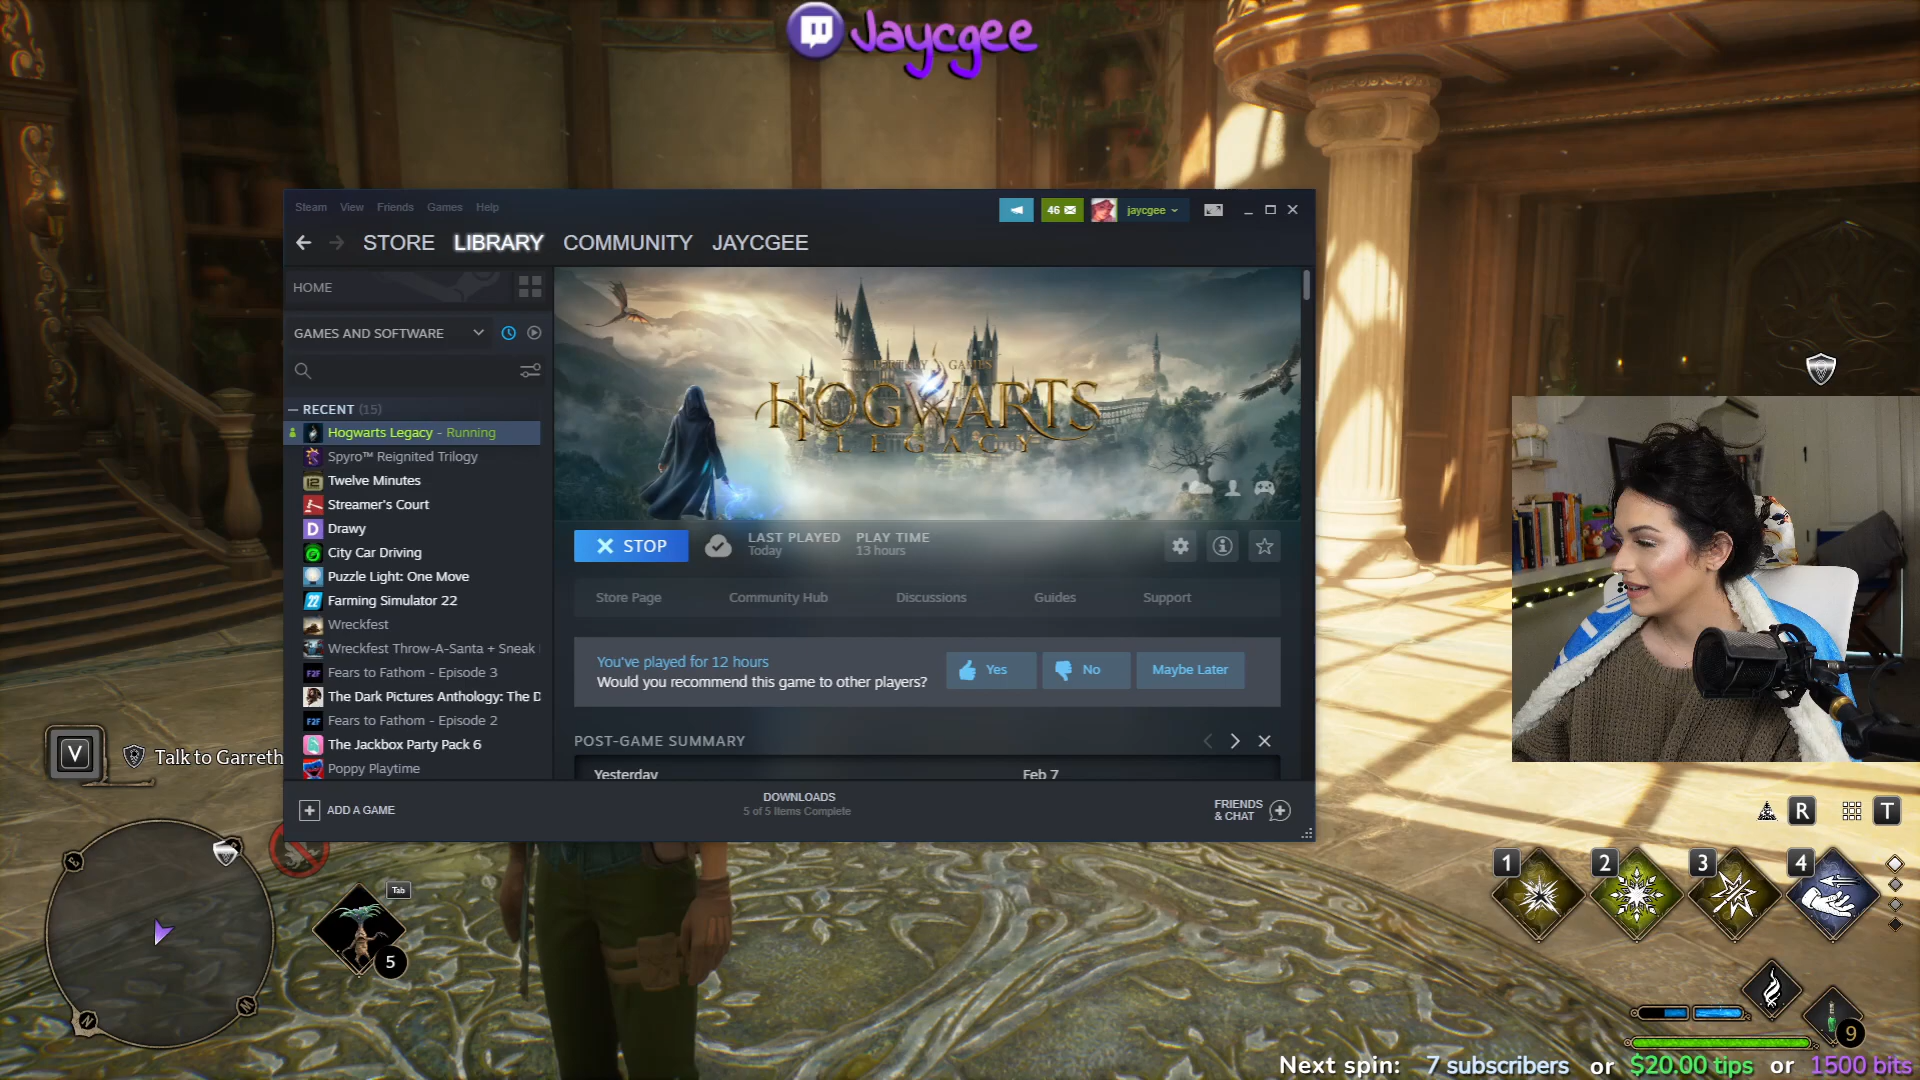 Jaycgee
Steam View Friends Games Help
46
jaycgee
STORE LIBRARY COMMUNITY JAYCGEE
HOME
GAMES AND SOFTWARE
RECENT (15)
Hogwarts Legacy - Running
Spyro™ Reignited Trilogy
Twelve Minutes
Streamer's Court
Drawy
City Car Driving
Puzzle Light: One Move
Farming Simulator 22
Wreckfest
Wreckfest Throw-A-Santa + Sneak
Fears to Fathom - Episode 3
The Dark Pictures Anthology: The D
Fears to Fathom - Episode 2
The Jackbox Party Pack 6
Poppy Playtime
GAMES
HOGWARTS
LEGACY
STOP
LAST PLAYED
Today
PLAY TIME
13 hours
Store Page Community Hub Discussions Guides Support
You've played for 12 hours
Would you recommend this game to other players?
Yes
No
Maybe Later
POST-GAME SUMMARY
Yesterday
Feb 7
ADD A GAME
DOWNLOADS
5 of 5 Items Complete
FRIENDS
& CHAT
V
Talk to Garreth
Tab
5
N
R
T
1
2
3
4
9
Next spin: 7 subscribers or $20.00 tips or 1500 bits